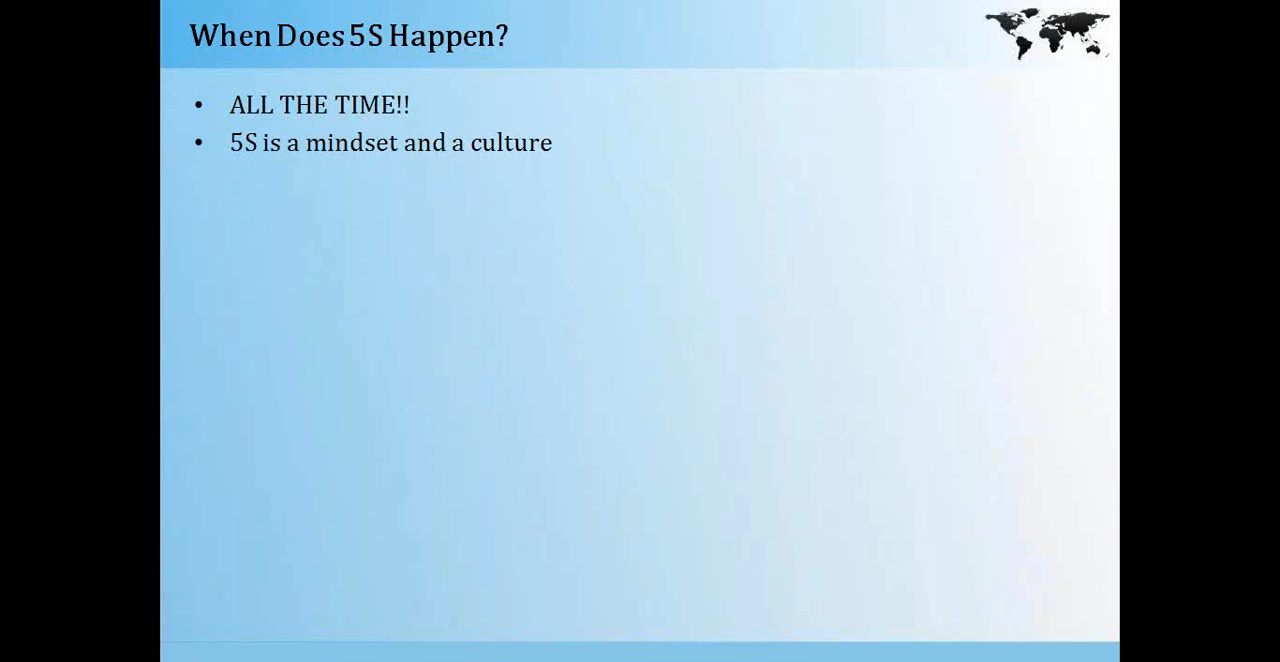 When Does 5S Happen?
• ALL THE TIME!!
• 5S is a mindset and a culture